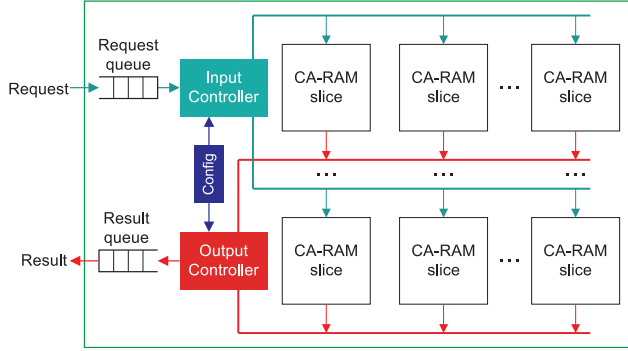 Request
queue
Request
Input
Controller
CA-RAM
slice
CA-RAM
slice
...
CA-RAM
slice
Config
...
...
...
Result
queue
Result
Output
Controller
CA-RAM
slice
CA-RAM
slice
...
CA-RAM
slice